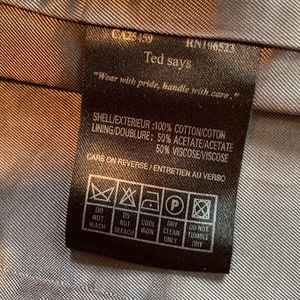 CA25459 RN106523
Ted says
"Wear with pride, handle with care."
SHELL/EXTERIEUR :100% COTTON/COTON
LINING/DOUBLURE : 50% ACETATE/ACETATE
50% VISCOSE/VISCOSE
CARE ON REVERSE / ENTRETIEN AU VERSO
P
DO NOT WASH
DO NOT BLEACH
COOL IRON
DRY CLEAN ONLY
DO NOT TUMBLE DRY